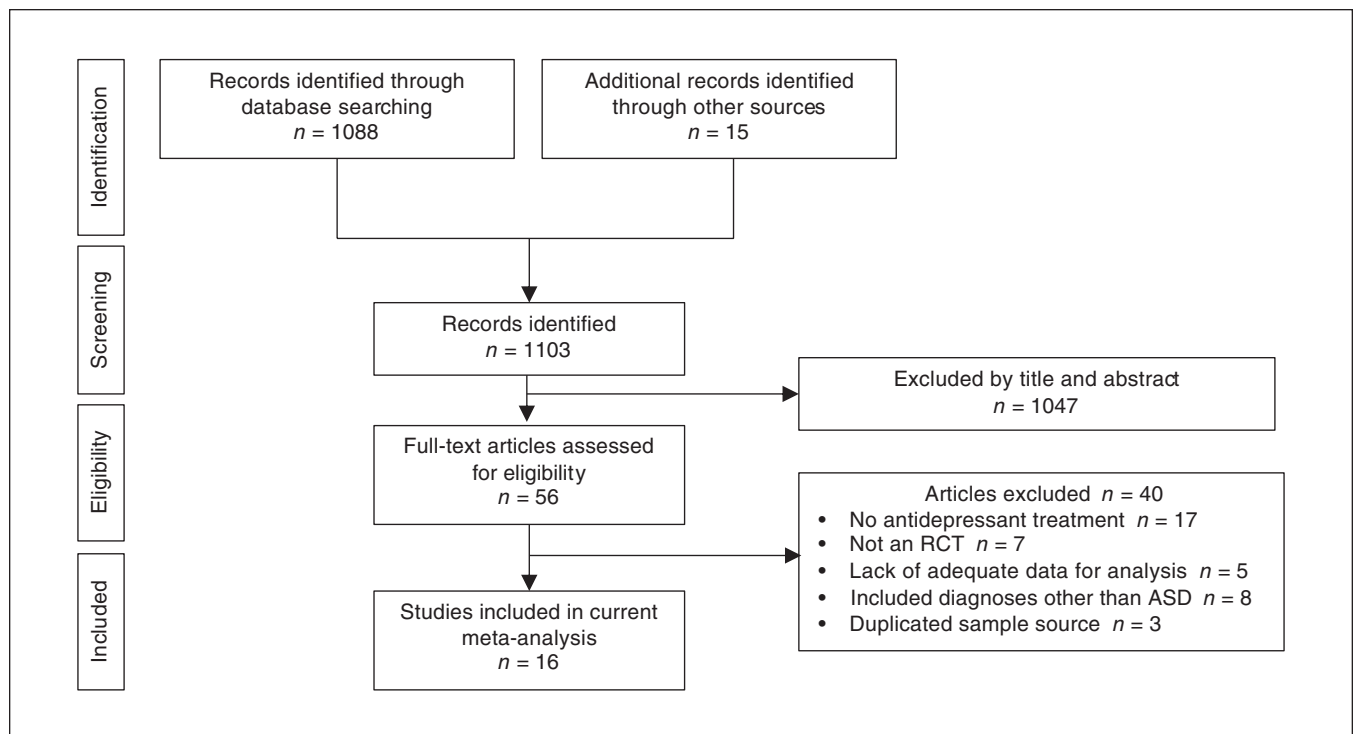 Identification
Records identified through
database searching
n = 1088
Additional records identified
through other sources
n = 15
Screening
Records identified
n = 1103
Excluded by title and abstract
n = 1047
Eligibility
Full-text articles assessed
for eligibility
n = 56
Articles excluded n = 40
• No antidepressant treatment n = 17
• Not an RCT n = 7
• Lack of adequate data for analysis n = 5
• Included diagnoses other than ASD n = 8
• Duplicated sample source n = 3
Included
Studies included in current
meta-analysis
n = 16